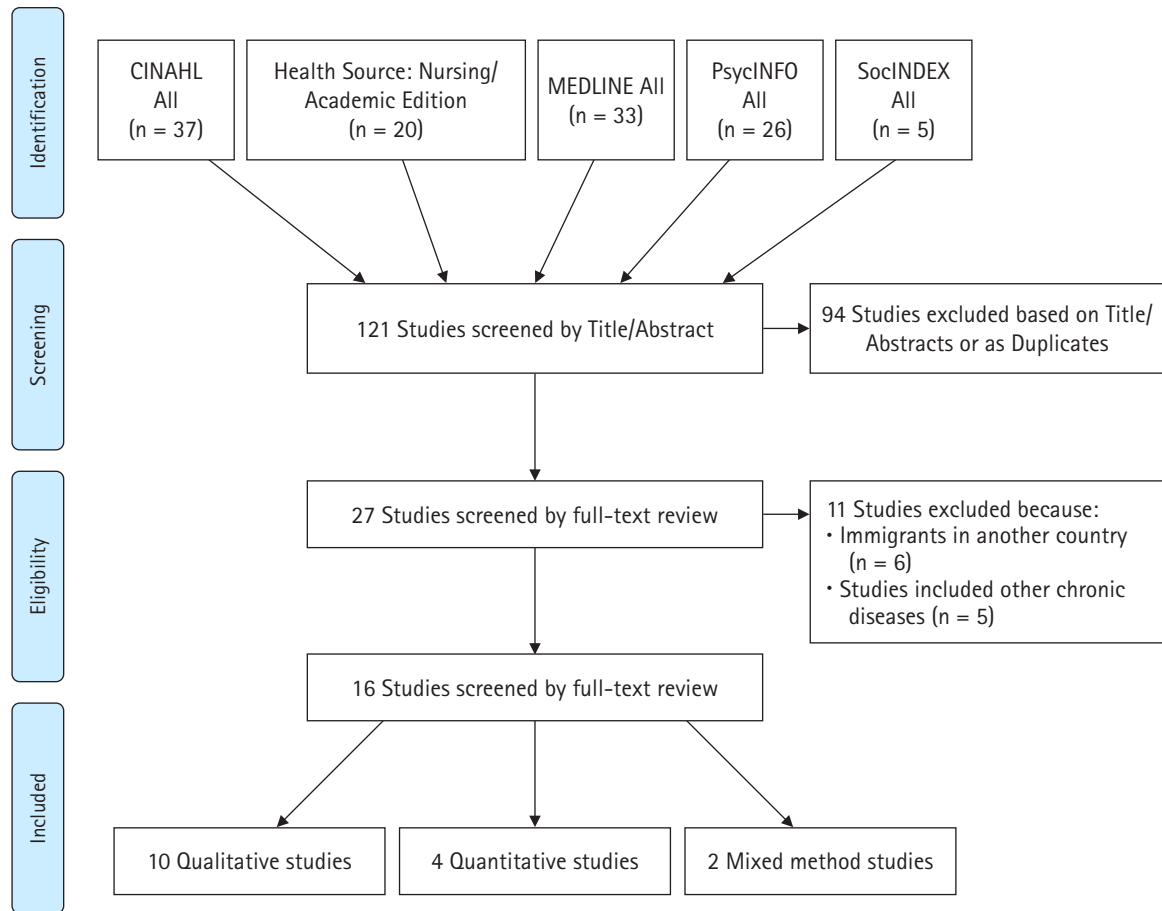 Identification
CINAHL
All
(n = 37)
Health Source: Nursing/
Academic Edition
(n = 20)
MEDLINE All
(n = 33)
PsycINFO
All
(n = 26)
SocINDEX
All
(n = 5)
Screening
121 Studies screened by Title/Abstract
94 Studies excluded based on Title/
Abstracts or as Duplicates
Eligibility
27 Studies screened by full-text review
11 Studies excluded because:
• Immigrants in another country
(n = 6)
• Studies included other chronic
diseases (n = 5)
16 Studies screened by full-text review
Included
10 Qualitative studies
4 Quantitative studies
2 Mixed method studies